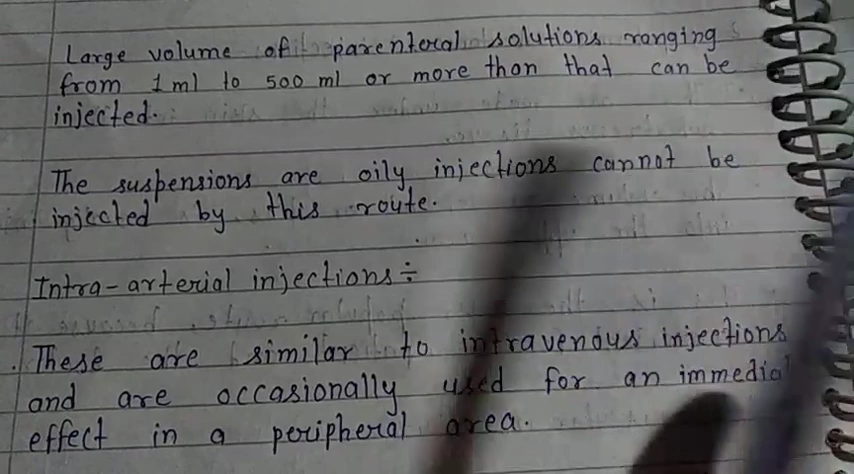 Large volume of parenteral solutions ranging
from 1ml to 500 ml or more than that can be
injected.
The suspensions are oily injections cannot be
injected by this route.
Intra-arterial injections÷
These are similar to intravenous injections
and are occasionally used for an immedia
effect in a peripheral area.